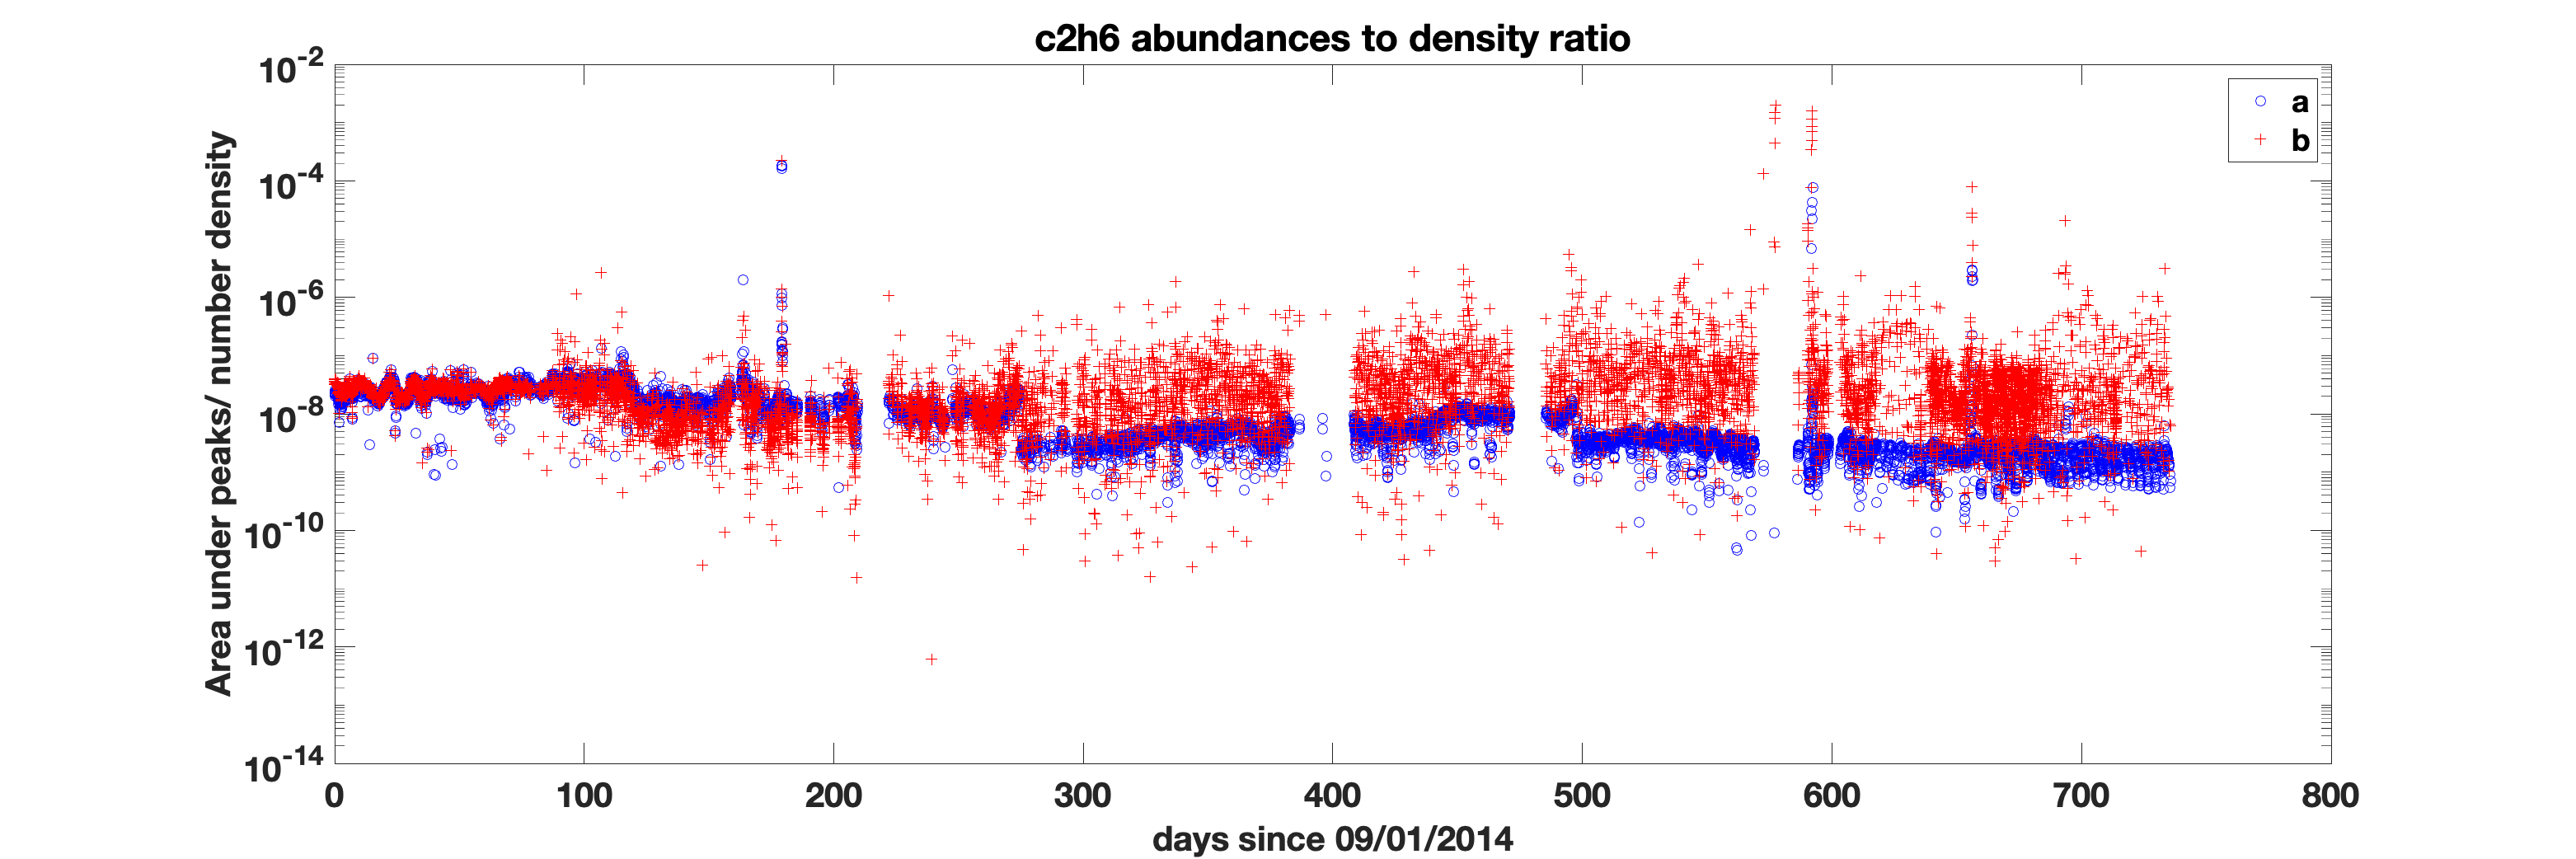 c2h6 abundances to density ratio
10-2
10-4
10-6
10-8
10-10
10-12
10-14
Area under peaks/ number density
a
b
0 100 200 300 400 500 600 700 800
days since 09/01/2014